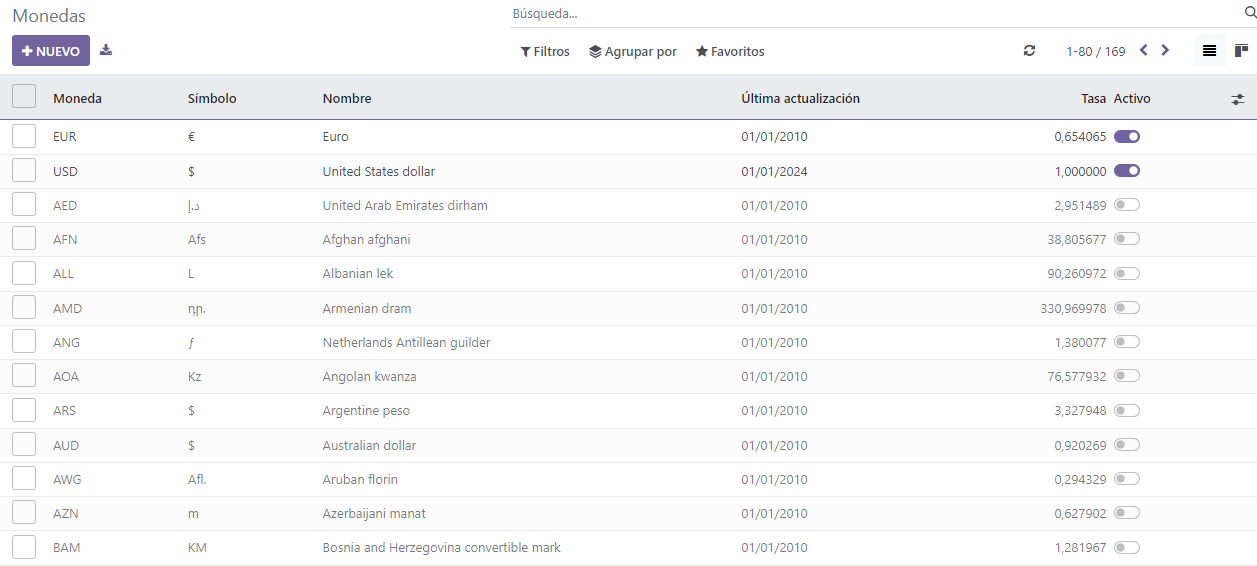 Monedas
Búsqueda...
NUEVO
Filtros Agrupar por Favoritos
1-80 / 169
Moneda Símbolo Nombre Última actualización Tasa Activo
EUR € Euro 01/01/2010 0,654065
USD $ United States dollar 01/01/2024 1,000000
AED د.إ United Arab Emirates dirham 01/01/2010 2,951489
AFN Afs Afghan afghani 01/01/2010 38,805677
ALL L Albanian lek 01/01/2010 90,260972
AMD դր. Armenian dram 01/01/2010 330,969978
ANG ƒ Netherlands Antillean guilder 01/01/2010 1,380077
AOA Kz Angolan kwanza 01/01/2010 76,577932
ARS $ Argentine peso 01/01/2010 3,327948
AUD $ Australian dollar 01/01/2010 0,920269
AWG Afl. Aruban florin 01/01/2010 0,294329
AZN m Azerbaijani manat 01/01/2010 0,627902
BAM KM Bosnia and Herzegovina convertible mark 01/01/2010 1,281967